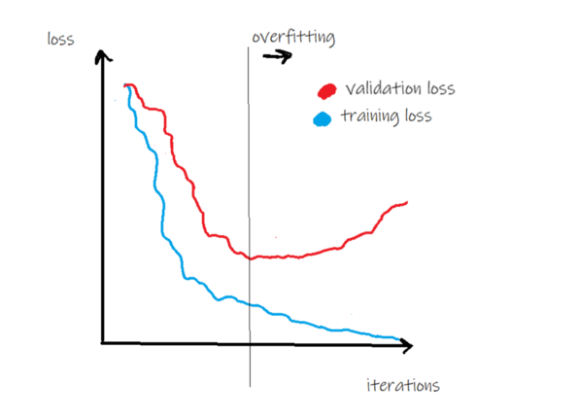 loss
overfitting
validation loss
training loss
iterations